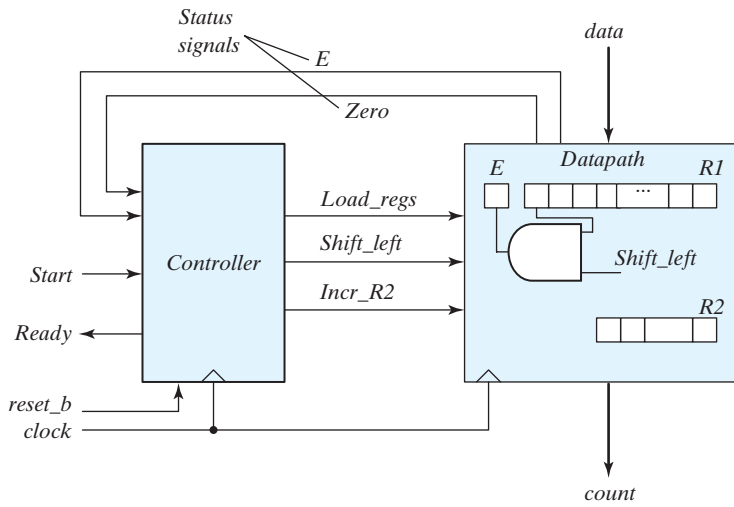 Status
signals
E
Zero
data
Datapath
E
R1
...
Load_regs
Shift_left
Shift_left
Controller
Start
Incr_R2
R2
Ready
reset_b
clock
count